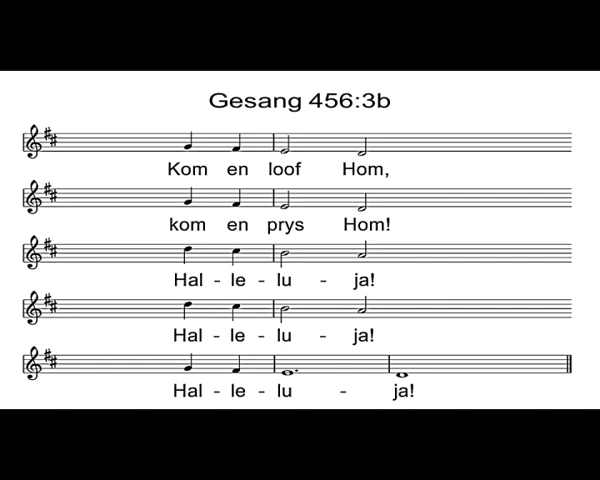 Gesang 456:3b
Kom en loof Hom,
kom en prys Hom!
Hal - le - lu - ja!
Hal - le - lu - ja!
Hal - le - lu - ja!